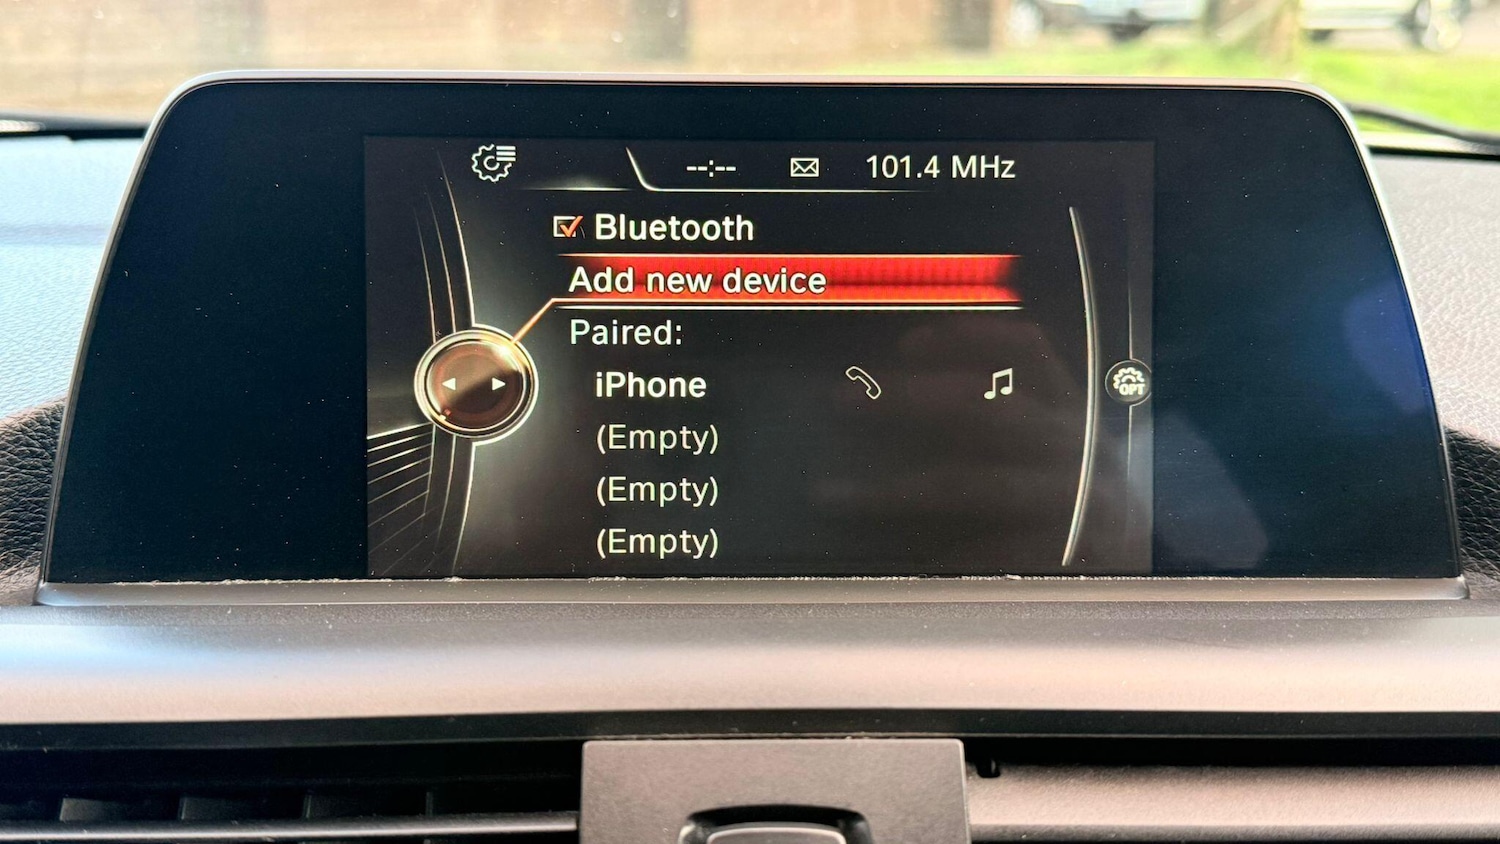 --:-- 101.4 MHz
Bluetooth
Add new device
Paired:
iPhone
OPT
(Empty)
(Empty)
(Empty)